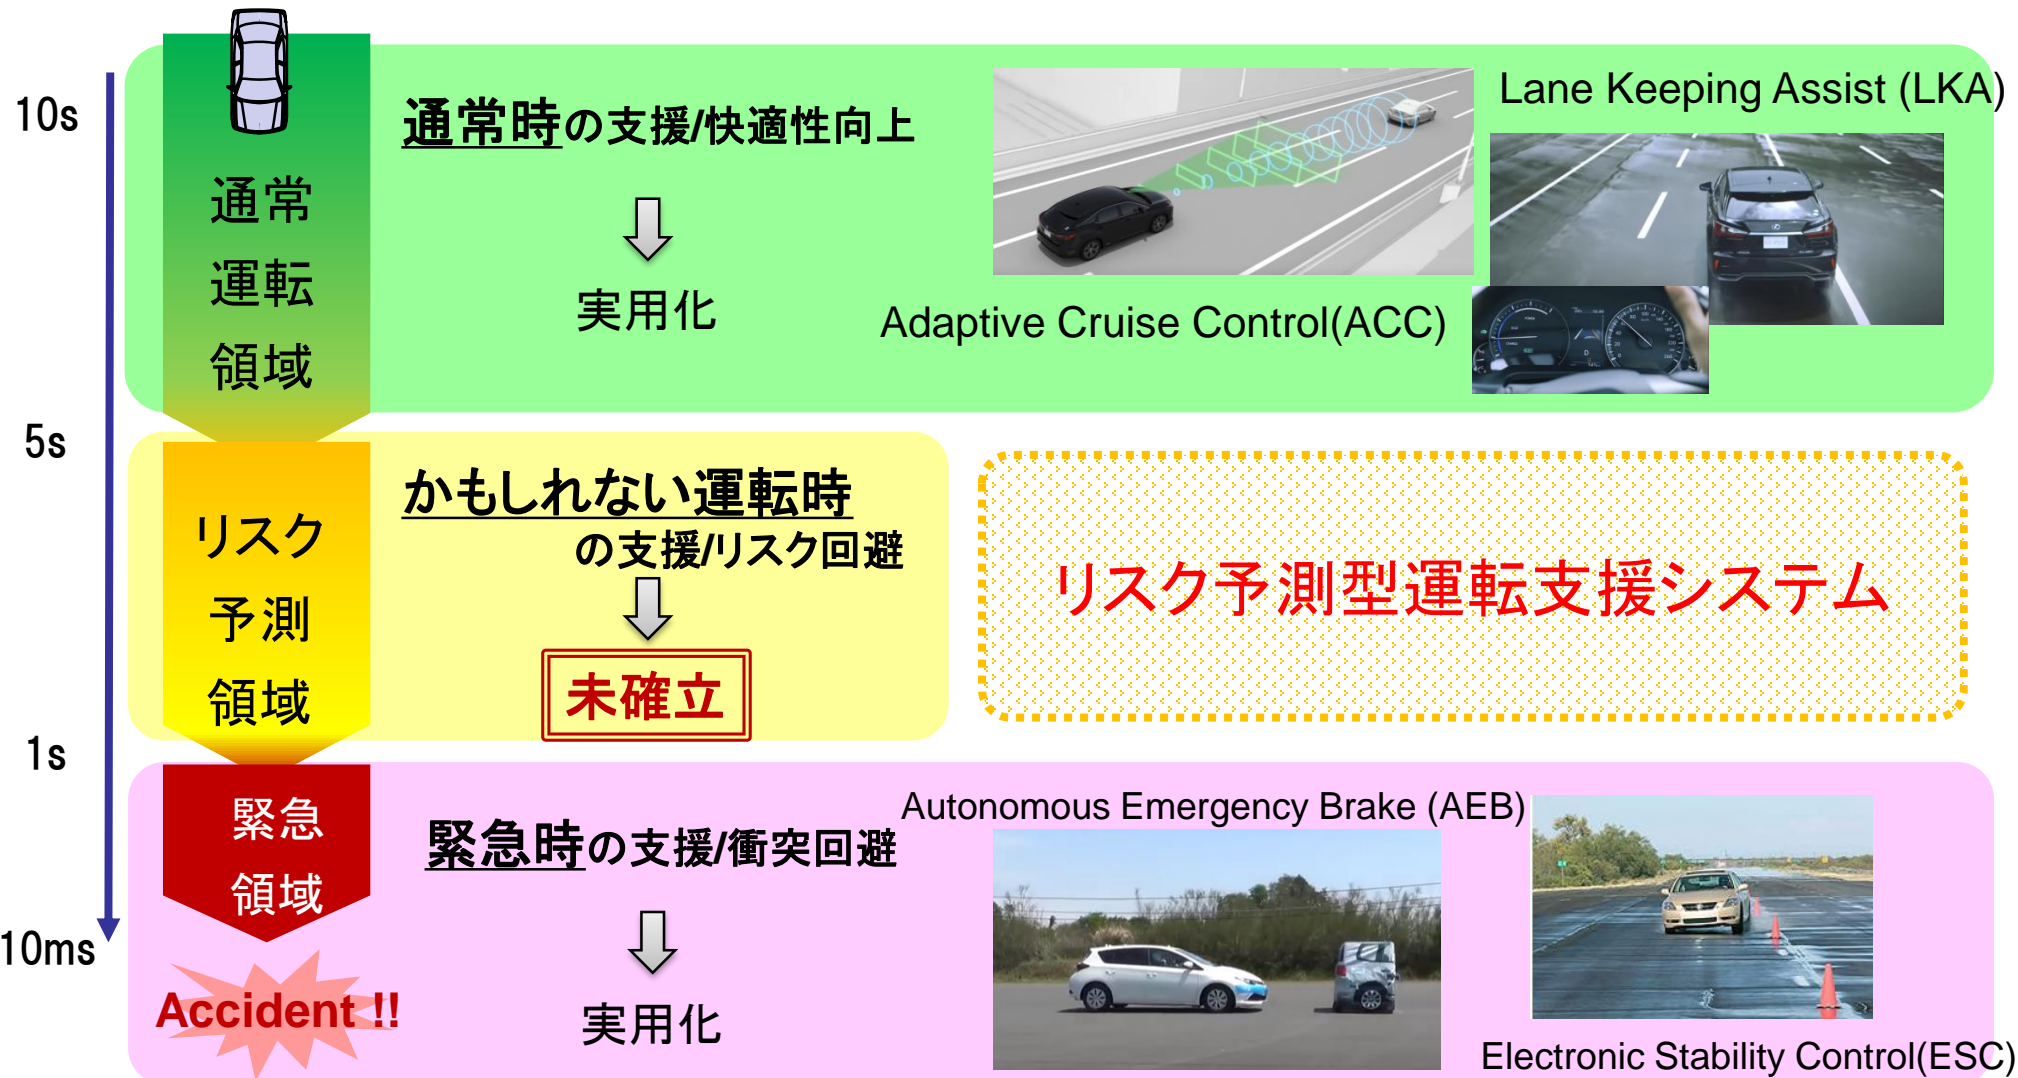 10s
通常
運転
領域
通常時の支援/快適性向上
実用化
Lane Keeping Assist (LKA)
Adaptive Cruise Control(ACC)
5s
リスク
予測
領域
かもしれない運転時
の支援/リスク回避
未確立
リスク予測型運転支援システム
1s
緊急
領域
緊急時の支援/衝突回避
実用化
Autonomous Emergency Brake (AEB)
Electronic Stability Control(ESC)
10ms
Accident !!